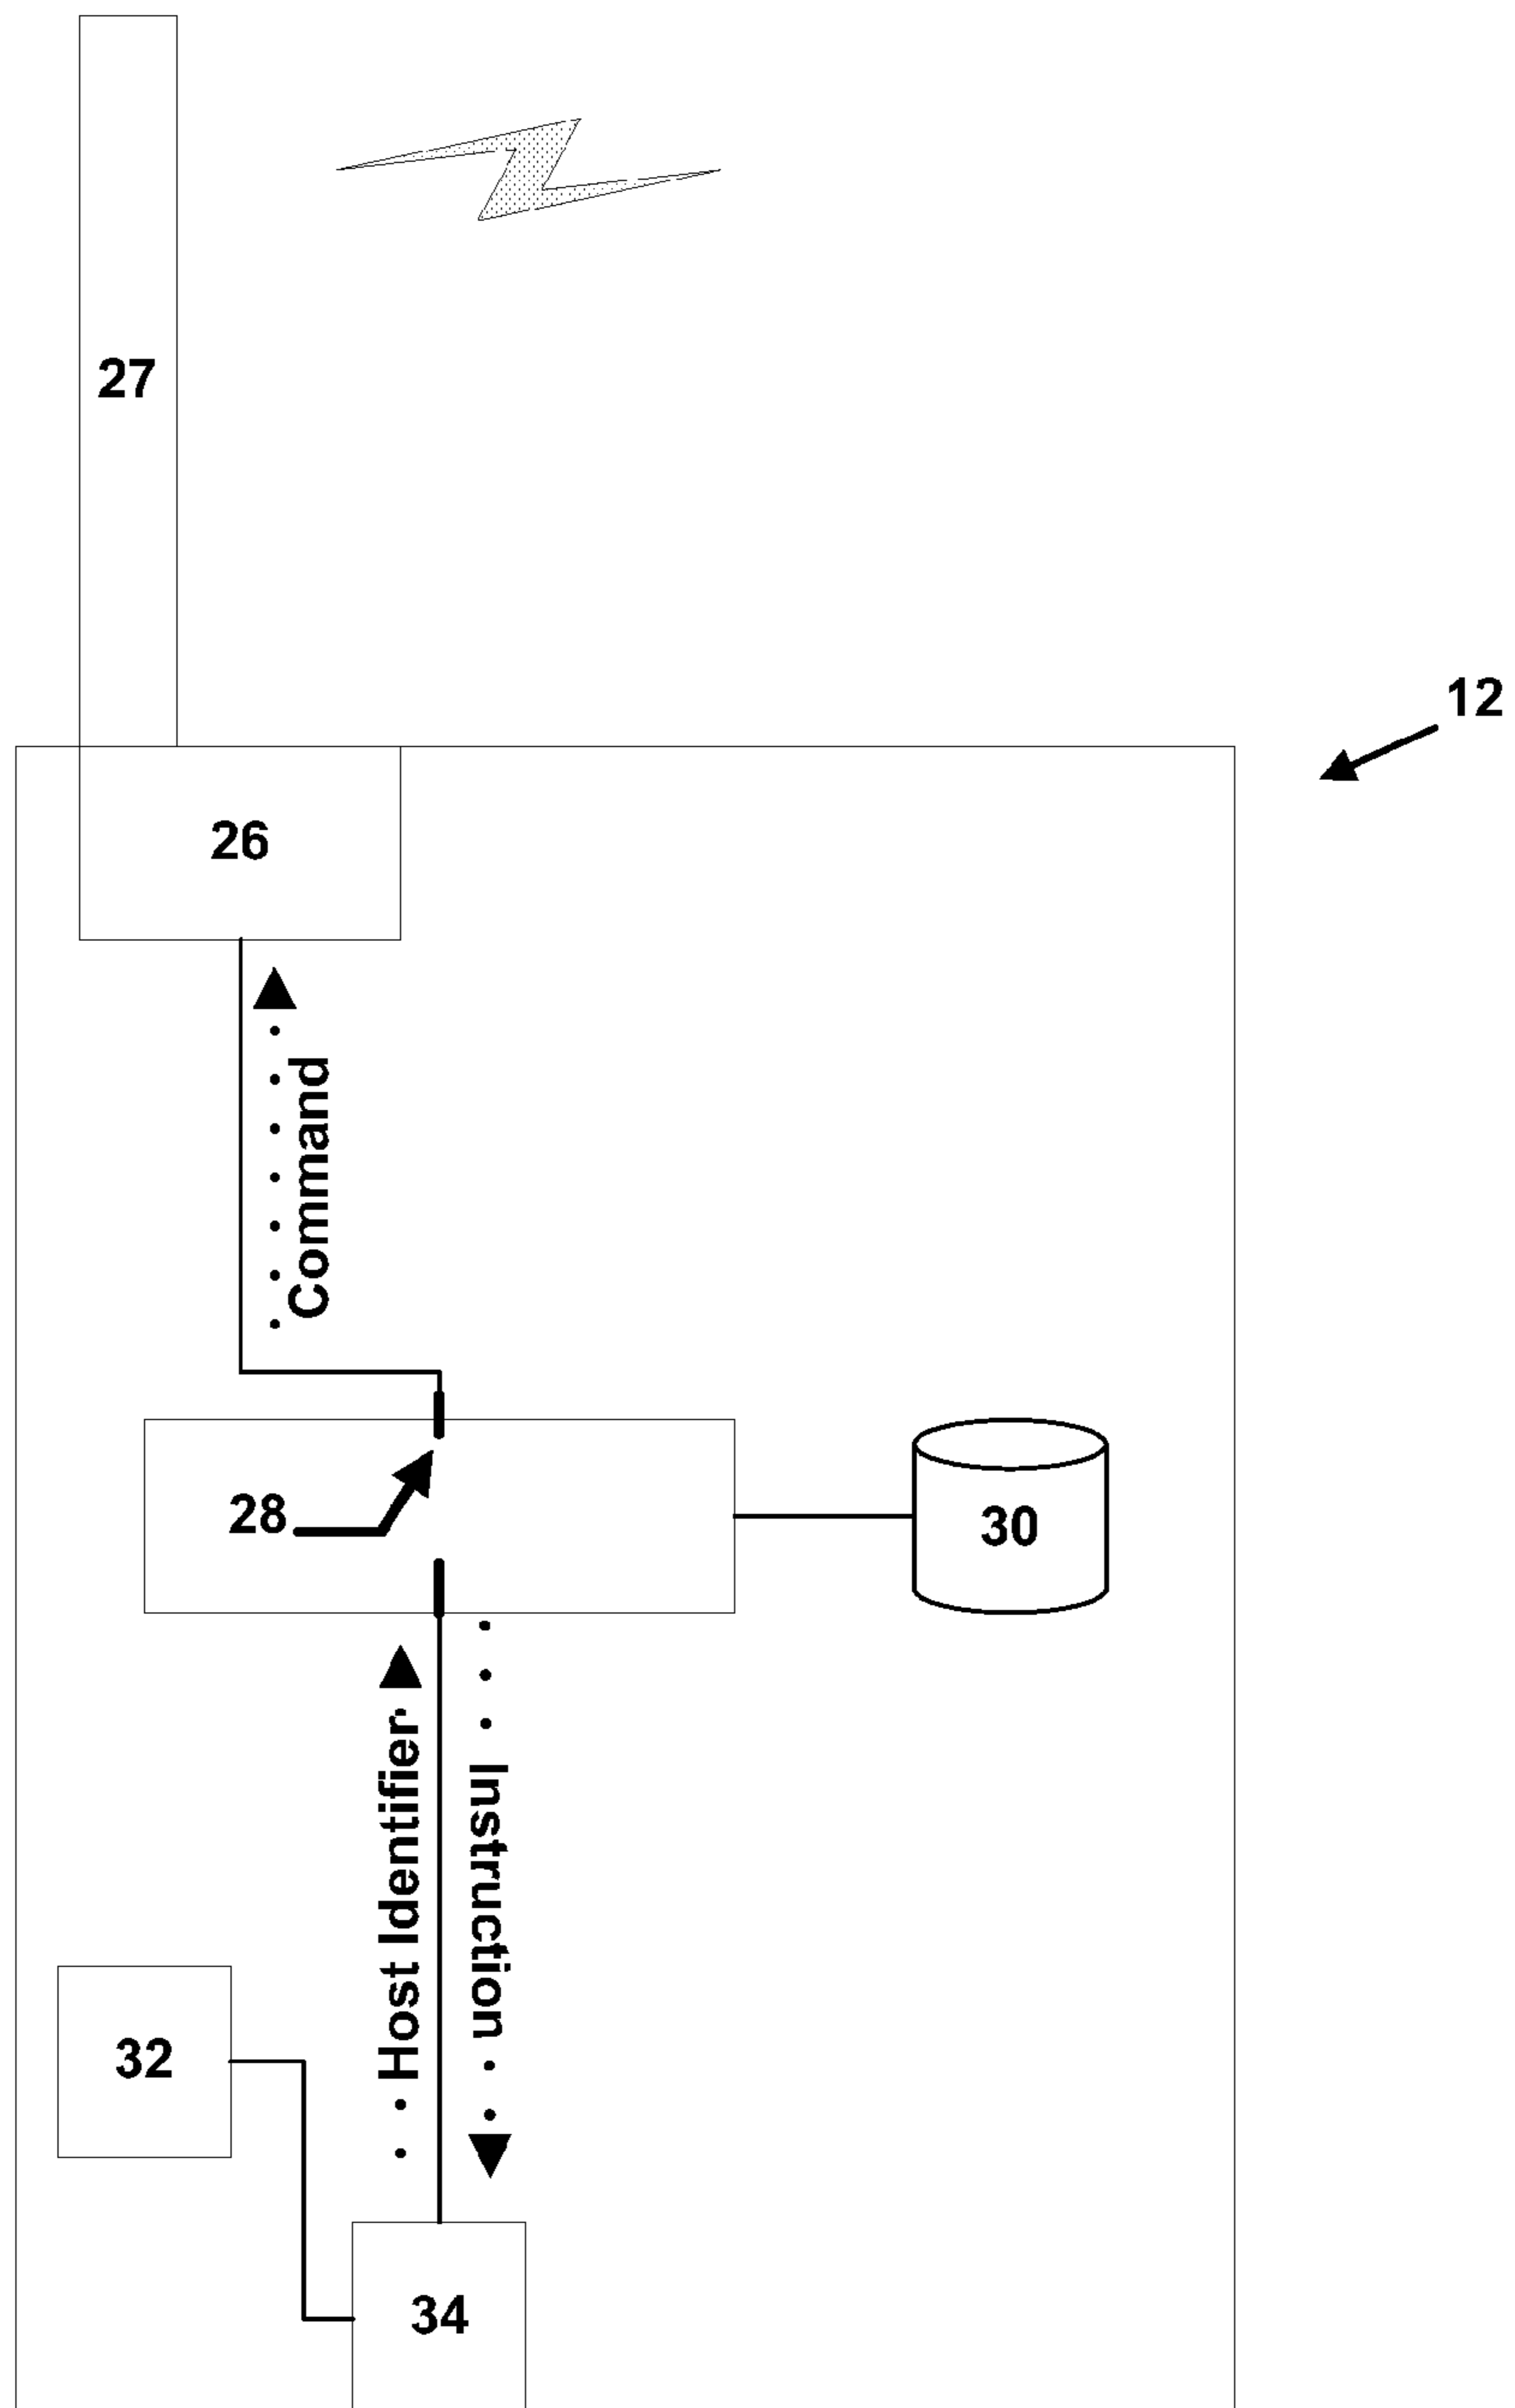 27
12
26
Command
28
30
Host Identifier
Instruction
32
34